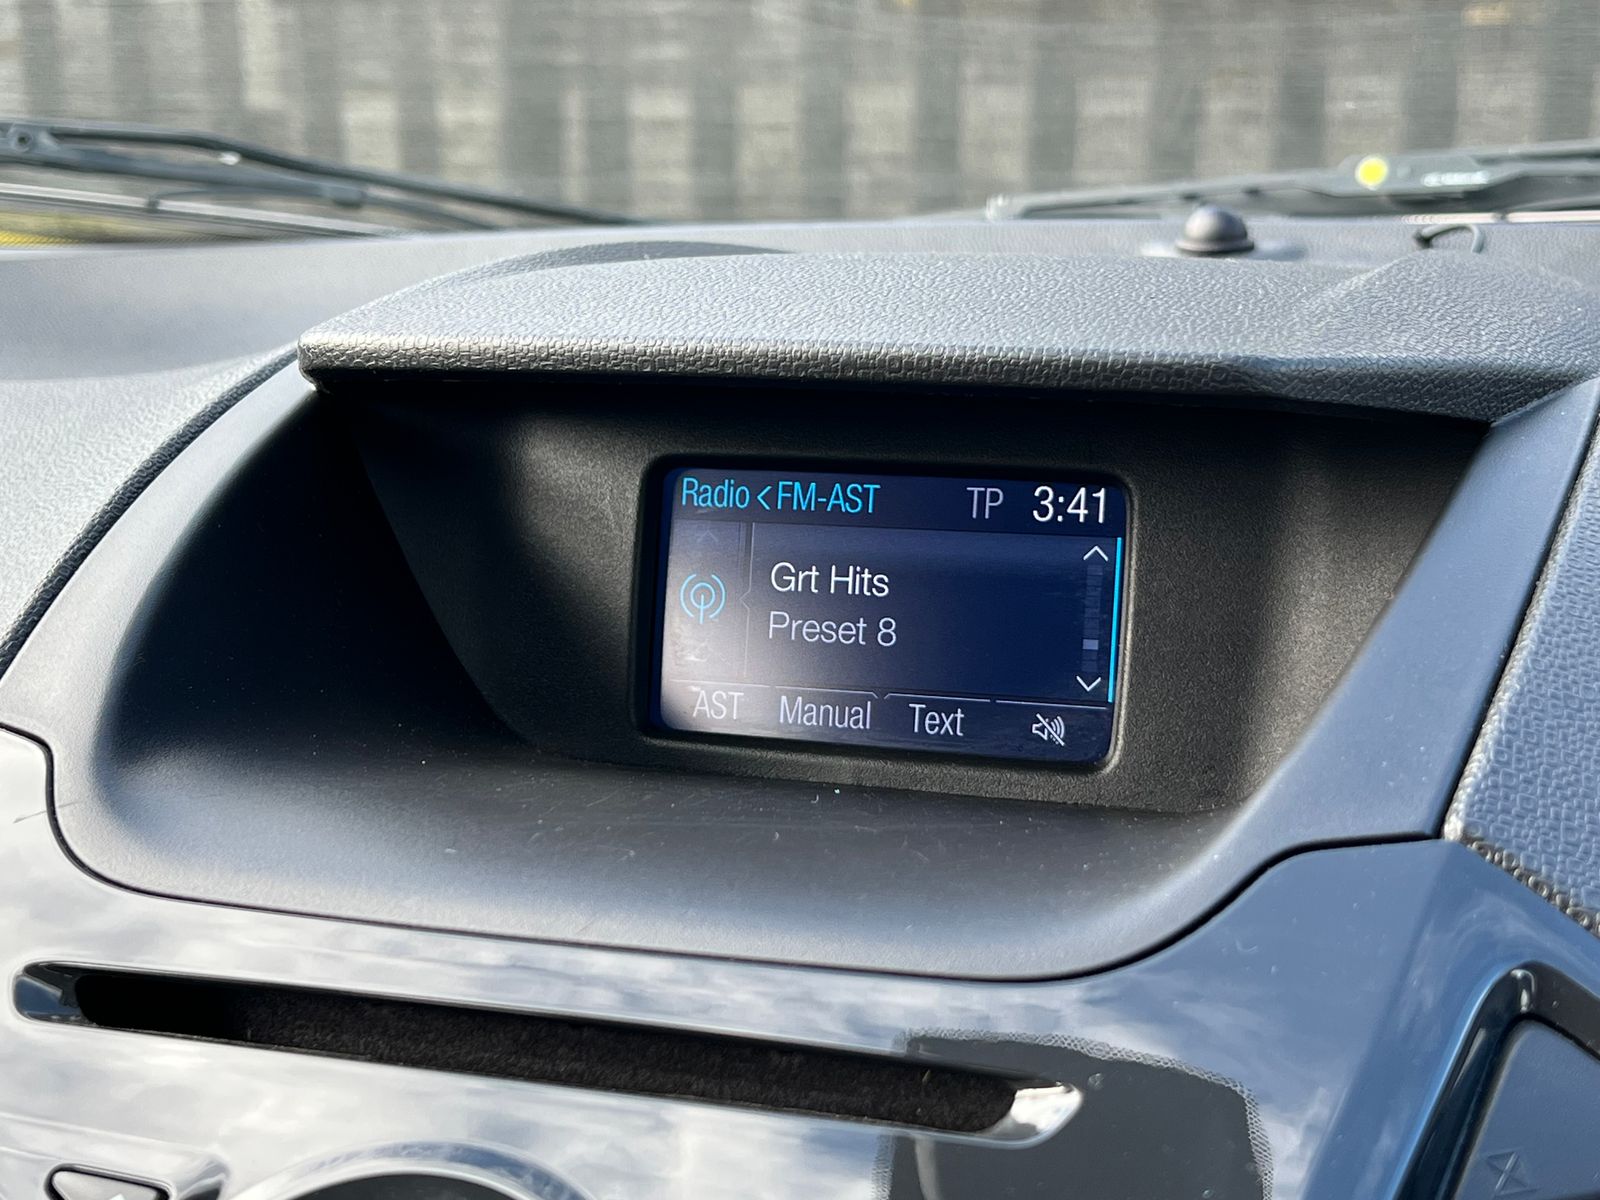 Radio < FM-AST TP 3:41
Grt Hits
Preset 8
AST Manual Text